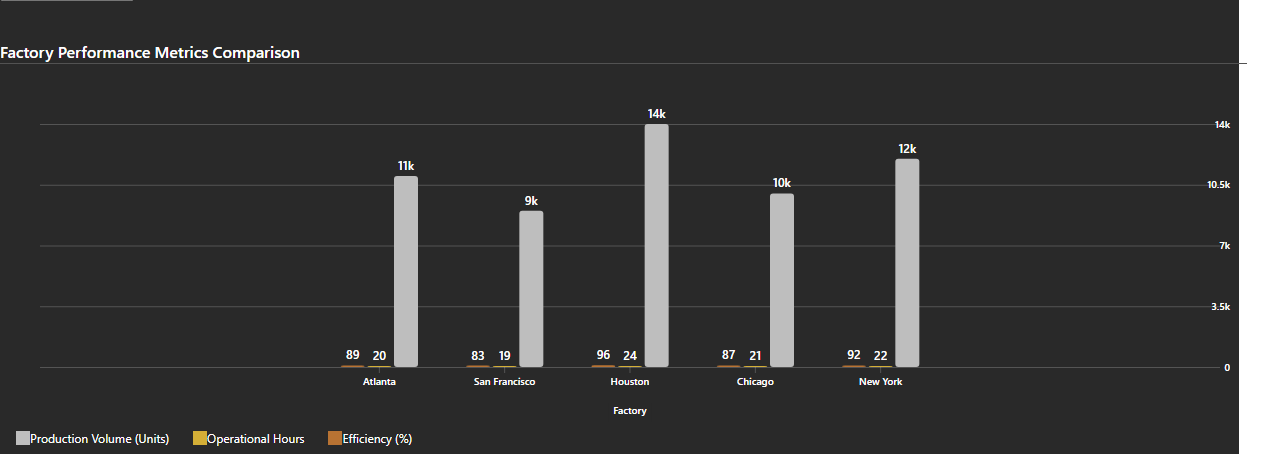 Factory Performance Metrics Comparison
14k
14k
12k
11k
10k
10.5k
9k
7k
3.5k
89 20 83 19 96 24 87 21 92 22
0
Atlanta San Francisco Houston Chicago New York
Factory
Production Volume (Units) Operational Hours Efficiency (%)